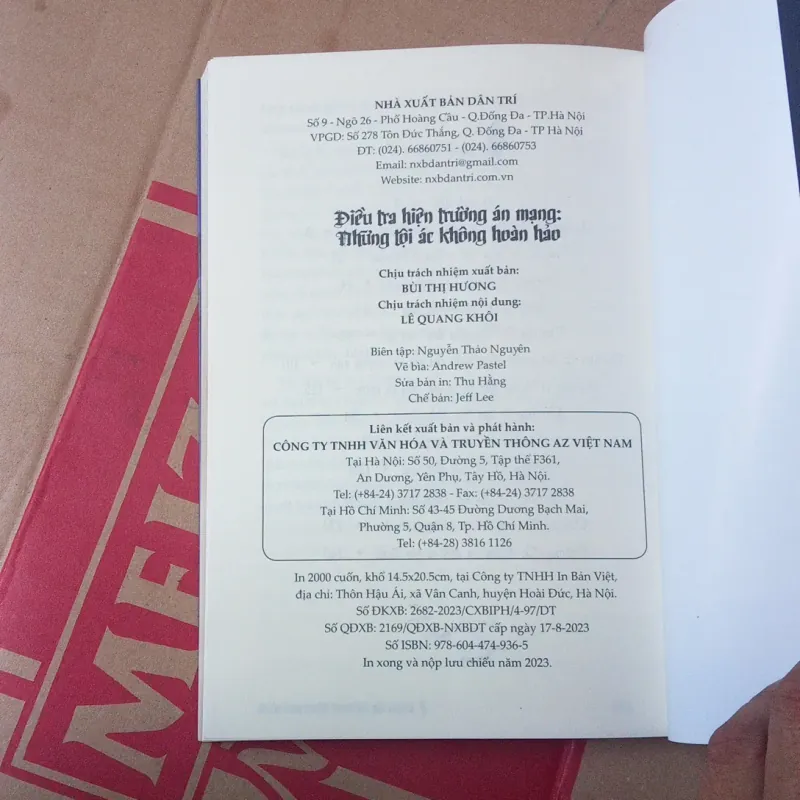 NHÀ XUẤT BẢN DÂN TRÍ
Số 9 - Ngõ 26 - Phố Hoàng Cầu - Q.Đống Đa - TP.Hà Nội
VPGD: Số 278 Tôn Đức Thắng, Q. Đống Đa - TP Hà Nội
ĐT: (024). 66860751 - (024). 66860753
Email: nxbdantri@gmail.com
Website: nxbdantri.com.vn
Điều tra hiện trường án mạng:
Những tội ác không hoàn hảo
Chịu trách nhiệm xuất bản:
BÙI THỊ HƯƠNG
Chịu trách nhiệm nội dung:
LÊ QUANG KHÔI
Biên tập: Nguyễn Thảo Nguyên
Vẽ bìa: Andrew Pastel
Sửa bản in: Thu Hằng
Chế bản: Jeff Lee
Liên kết xuất bản và phát hành:
CÔNG TY TNHH VĂN HÓA VÀ TRUYỀN THÔNG AZ VIỆT NAM
Tại Hà Nội: Số 50, Đường 5, Tập thể F361,
An Dương, Yên Phụ, Tây Hồ, Hà Nội.
Tel: (+84-24) 3717 2838 - Fax: (+84-24) 3717 2838
Tại Hồ Chí Minh: Số 43-45 Đường Dương Bạch Mai,
Phường 5, Quận 8, Tp. Hồ Chí Minh.
Tel: (+84-28) 3816 1126
In 2000 cuốn, khổ 14.5x20.5cm, tại Công ty TNHH In Bản Việt,
địa chỉ: Thôn Hậu Ái, xã Vân Canh, huyện Hoài Đức, Hà Nội.
Số ĐKXB: 2682-2023/CXBIPH/4-97/DT
Số QĐXB: 2169/QĐXB-NXBDT cấp ngày 17-8-2023
Số ISBN: 978-604-474-936-5
In xong và nộp lưu chiểu năm 2023.